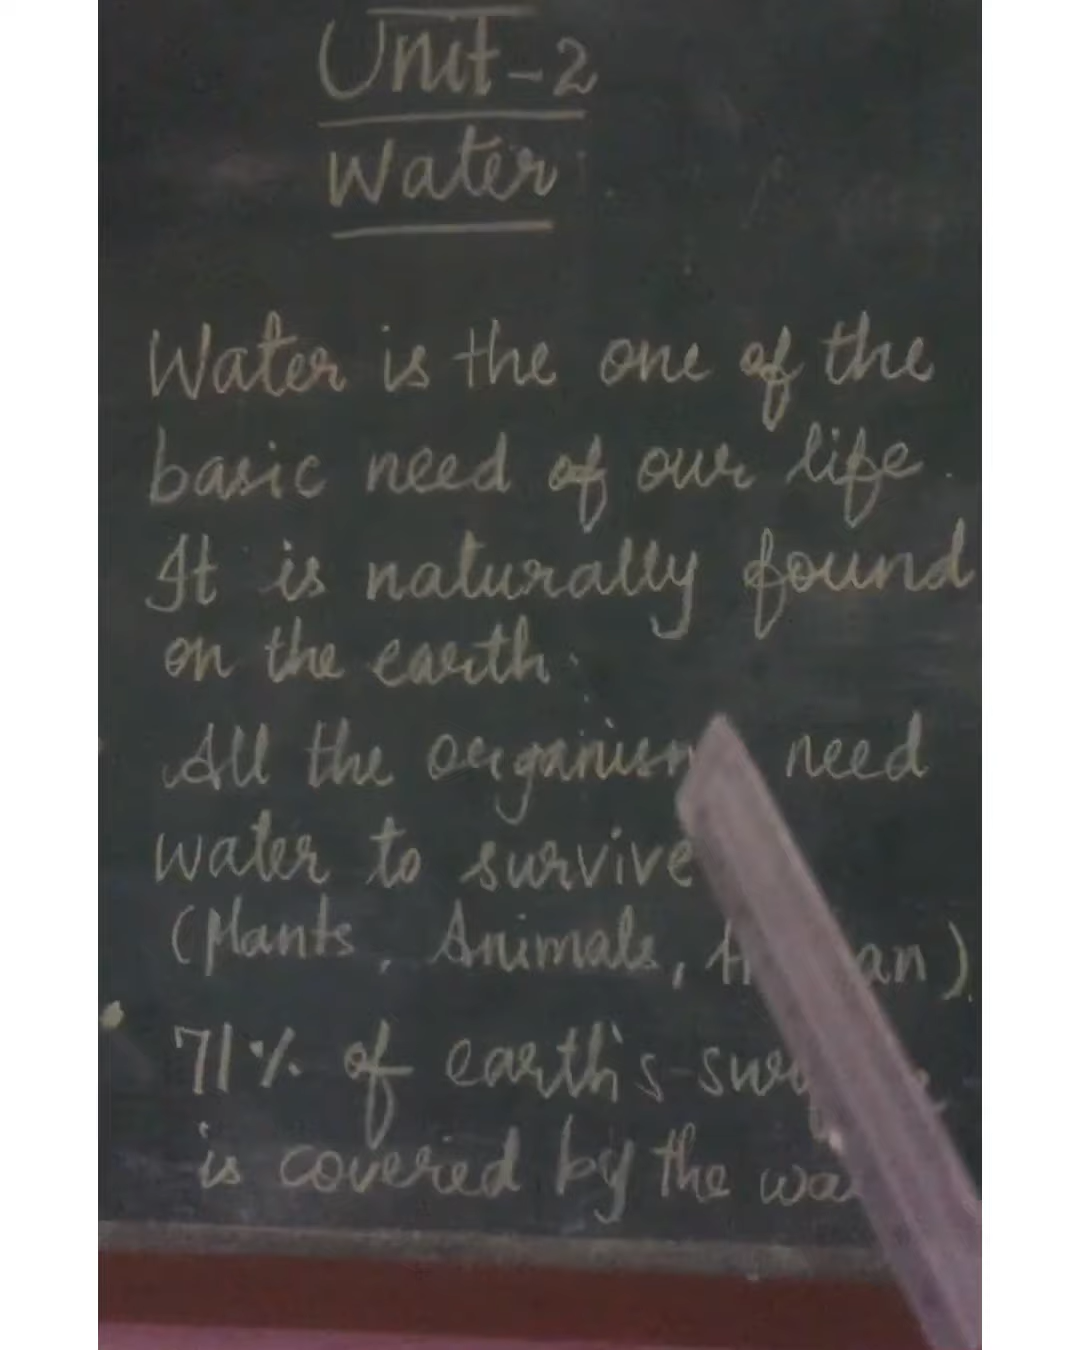 Unit-2
Water
Water is the one of the
basic need of our life.
It is naturally found
on the earth.
All the need
water to survive
(Plants, Animals,
71% of earth's
is covered by the